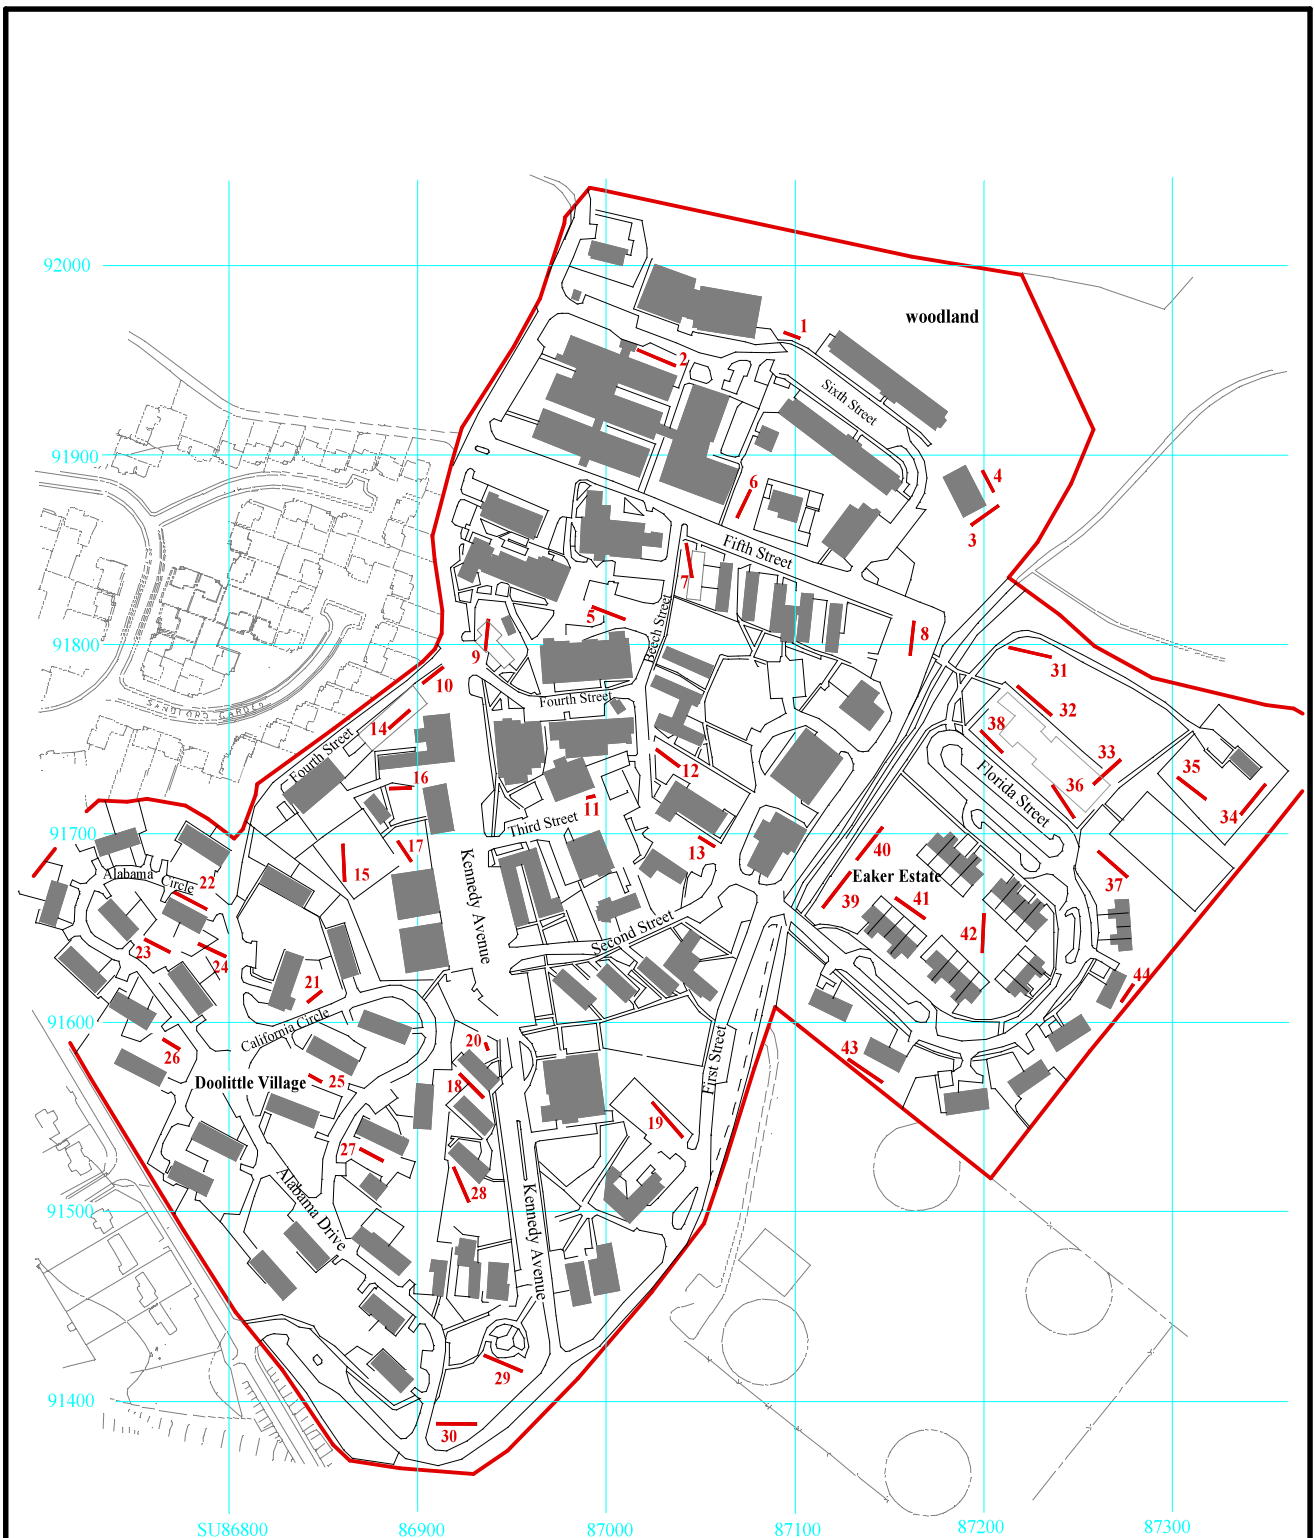 92000
woodland
1
2
Sixth Street
91900
6
4
3
Fifth Street
7
5
8
Beech Street
91800
9
31
10
Fourth Street
32
14
38
Fourth Street
12
33
Florida Street
35
16
36
11
34
SANDFORD GARDEN
Third Street
91700
17
13
40
Alabama
Circle
22
15
Kennedy Avenue
Eaker Estate
37
39
41
Second Street
42
23
24
44
21
91600
California Circle
20
26
43
First Street
Doolittle Village
25
18
19
27
28
Alabama Drive
Kennedy Avenue
91500
29
91400
30
SU86800
86900
87000
87100
87200
87300